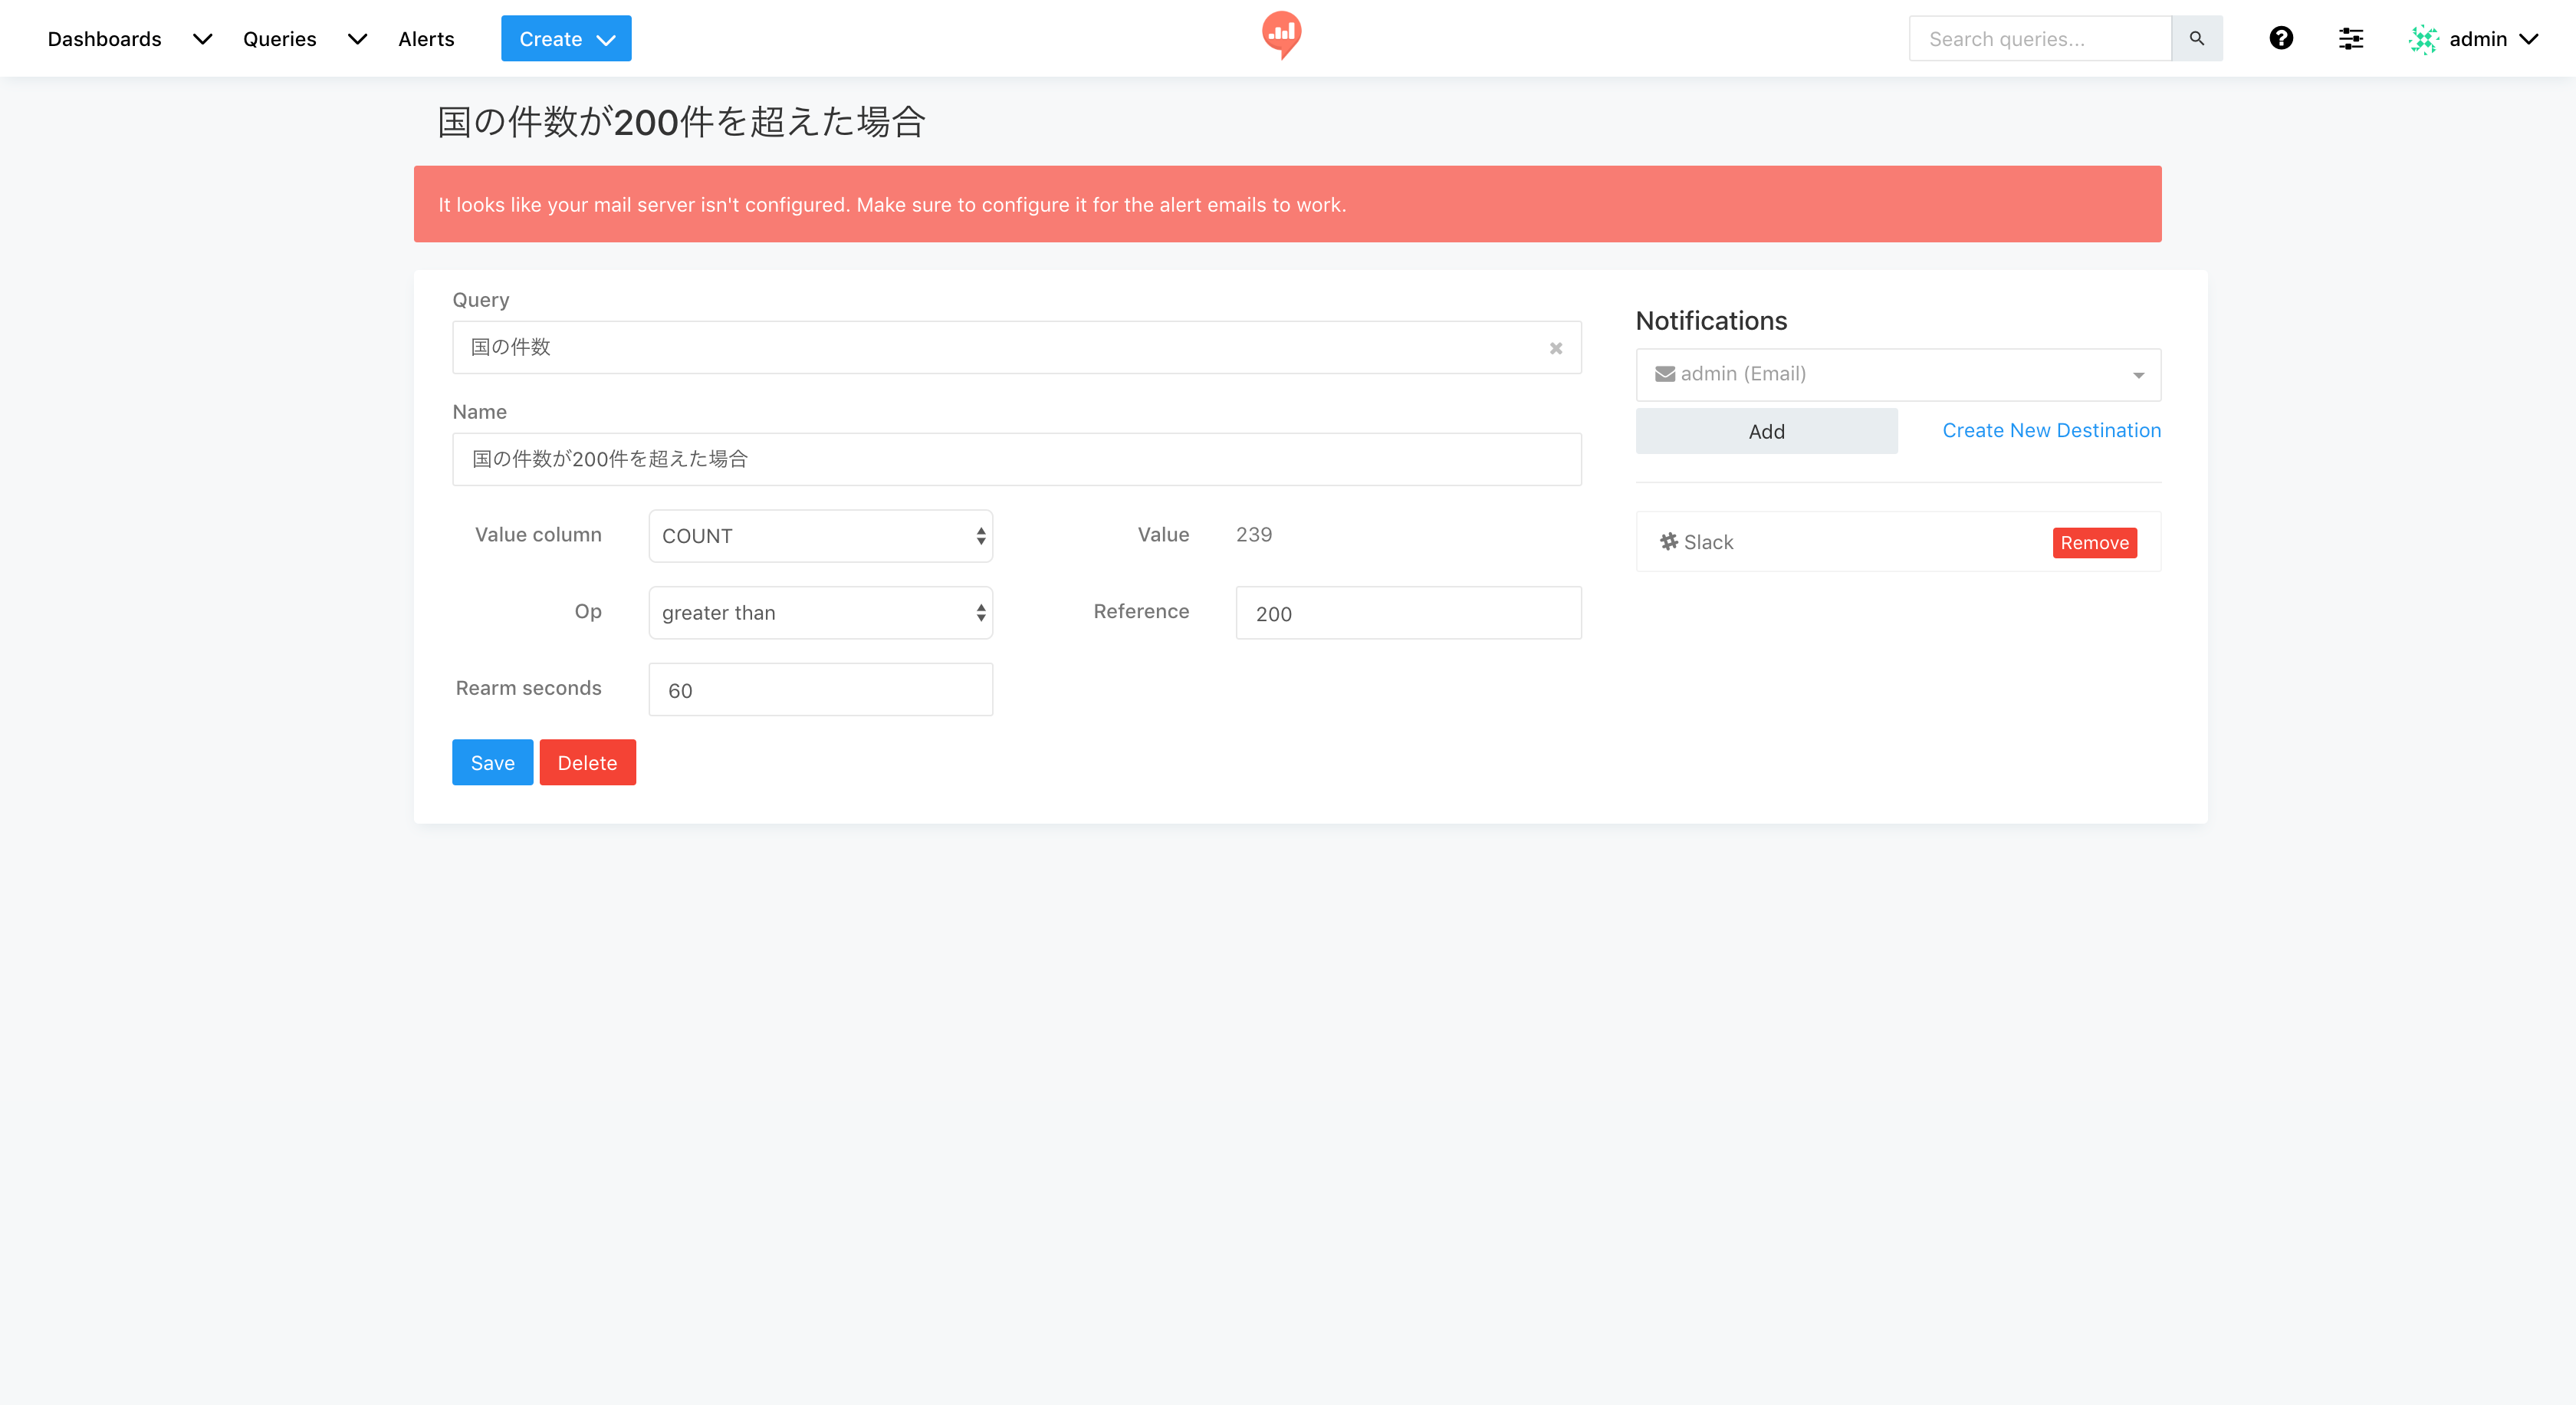 Dashboards Queries Alerts Create Search queries... admin
国の件数が200件を超えた場合
It looks like your mail server isn't configured. Make sure to configure it for the alert emails to work.
Query
国の件数
Name
国の件数が200件を超えた場合
Value column COUNT Value 239
Op greater than Reference 200
Rearm seconds 60
Save Delete
Notifications
admin (Email)
Add Create New Destination
Slack Remove